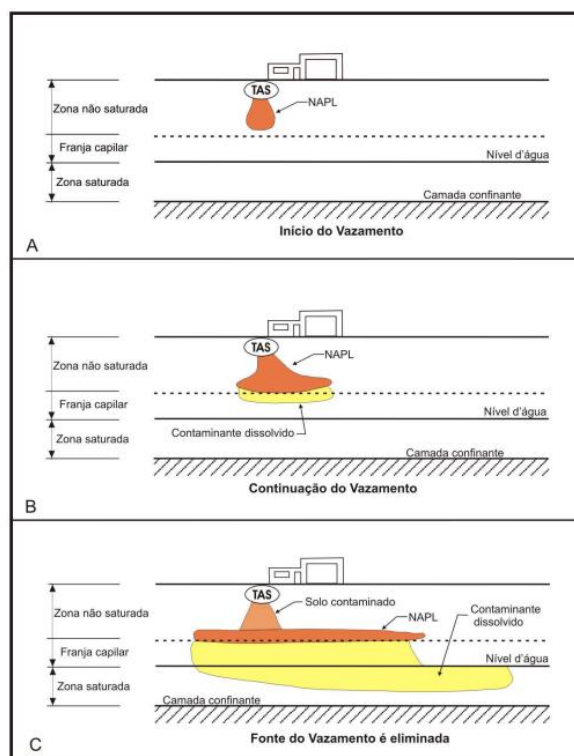 TAS
Zona não saturada
NAPL
Franja capilar
Nível d'água
Zona saturada
Camada confinante
A
Início do Vazamento
TAS
Zona não saturada
NAPL
Franja capilar
Nível d'água
Contaminante dissolvido
Zona saturada
Camada confinante
B
Continuação do Vazamento
TAS
Solo contaminado
Contaminante
dissolvido
Zona não saturada
NAPL
Franja capilar
Nível d'água
Zona saturada
Camada confinante
C
Fonte do Vazamento é eliminada